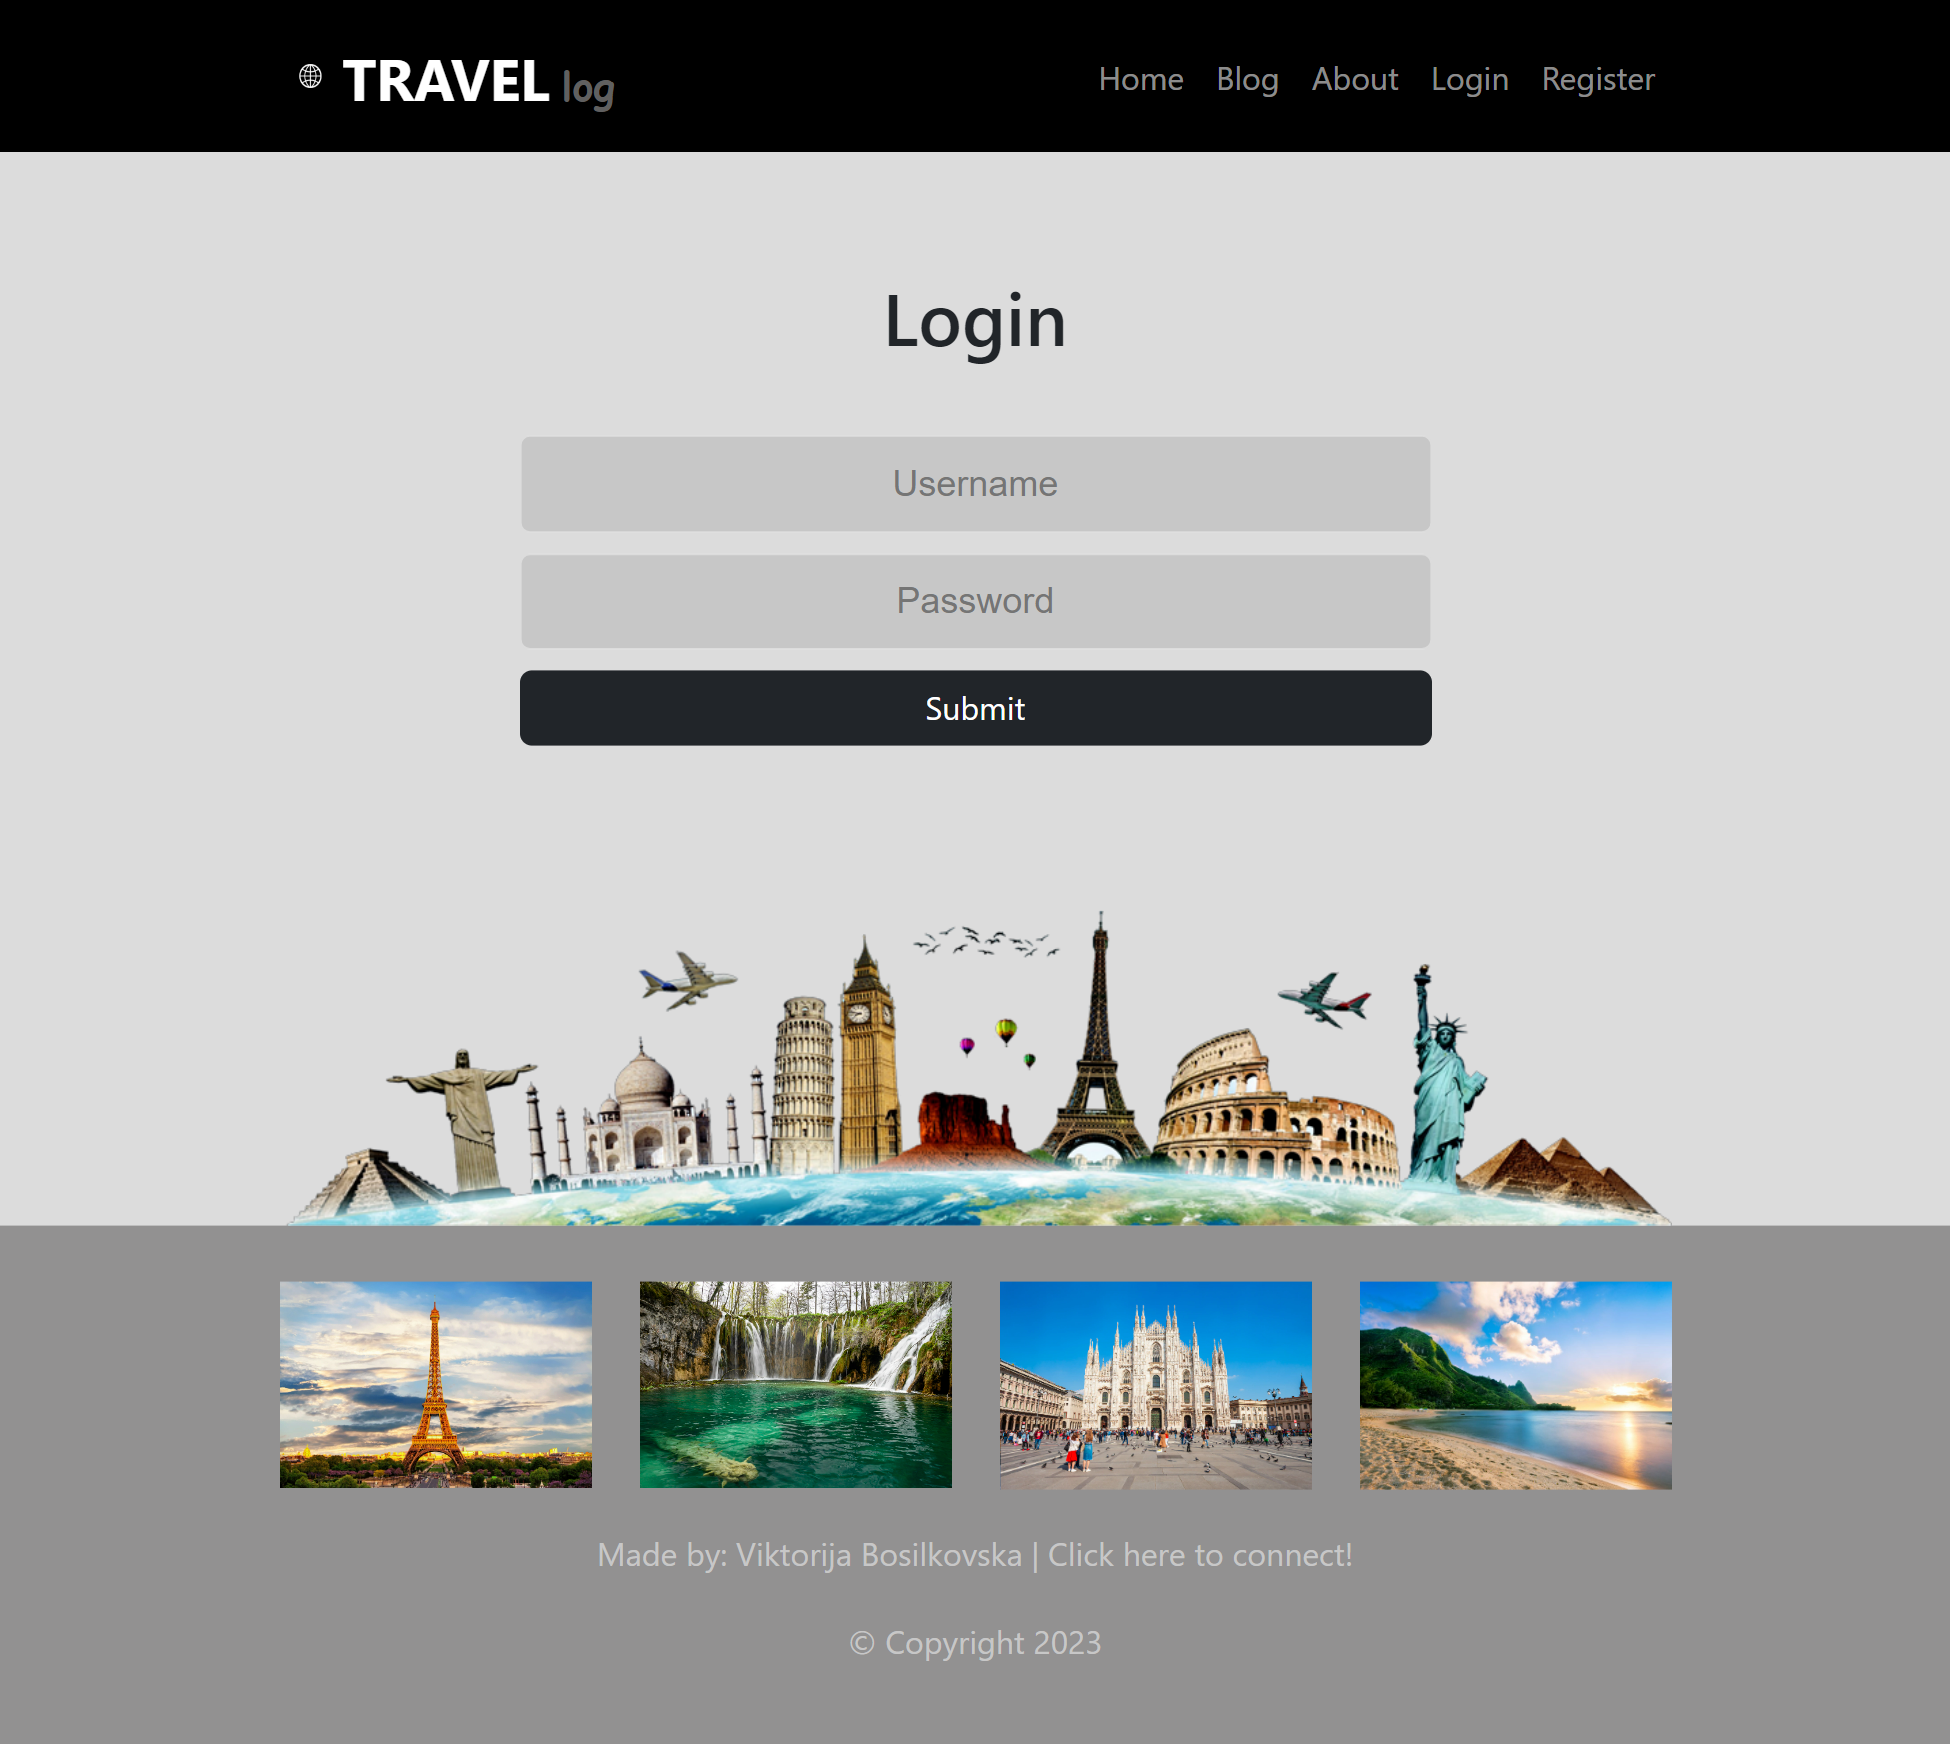 TRAVEL log
Home Blog About Login Register
Login
Username
Password
Submit
Made by: Viktorija Bosilkovska | Click here to connect!
© Copyright 2023